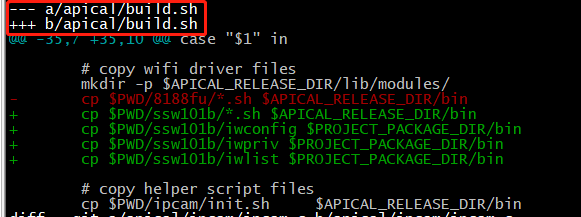 --- a/apical/build.sh
+++ b/apical/build.sh
@@ -35,7 +35,10 @@ case "$1" in
# copy wifi driver files
mkdir -p $APICAL_RELEASE_DIR/lib/modules/
- cp $PWD/8188fu/*.sh $APICAL_RELEASE_DIR/bin
+ cp $PWD/ssw101b/*.sh $APICAL_RELEASE_DIR/bin
+ cp $PWD/ssw101b/iwconfig $PROJECT_PACKAGE_DIR/bin
+ cp $PWD/ssw101b/iwpriv $PROJECT_PACKAGE_DIR/bin
+ cp $PWD/ssw101b/iwlist $PROJECT_PACKAGE_DIR/bin
# copy helper script files
cp $PWD/ipcam/init.sh $APICAL_RELEASE_DIR/bin